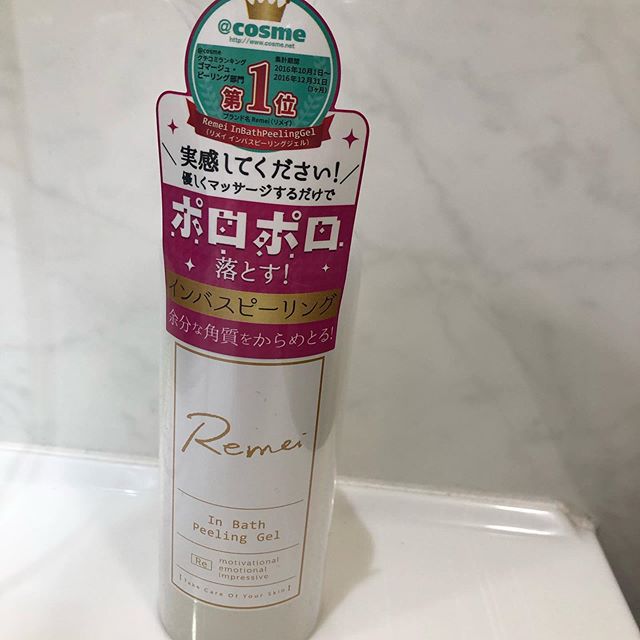 @cosme
http://www.cosme.net
@cosme
クチコミランキング
ゴマージュ・
ピーリング部門
集計期間
2016年10月1日〜
2016年12月31日
(3ヶ月)
第1位
ブランド名 Remei (リメイ)
Remei InBathPeelingGel
(リメイ インバスピーリングジェル)
実感してください!
優しくマッサージするだけで
ポロポロ
落とす!
インバスピーリング
余分な角質をからめとる!
Remei
In Bath
Peeling Gel
Re
motivational
emotional
impressive
[Take Care Of Your Skin]